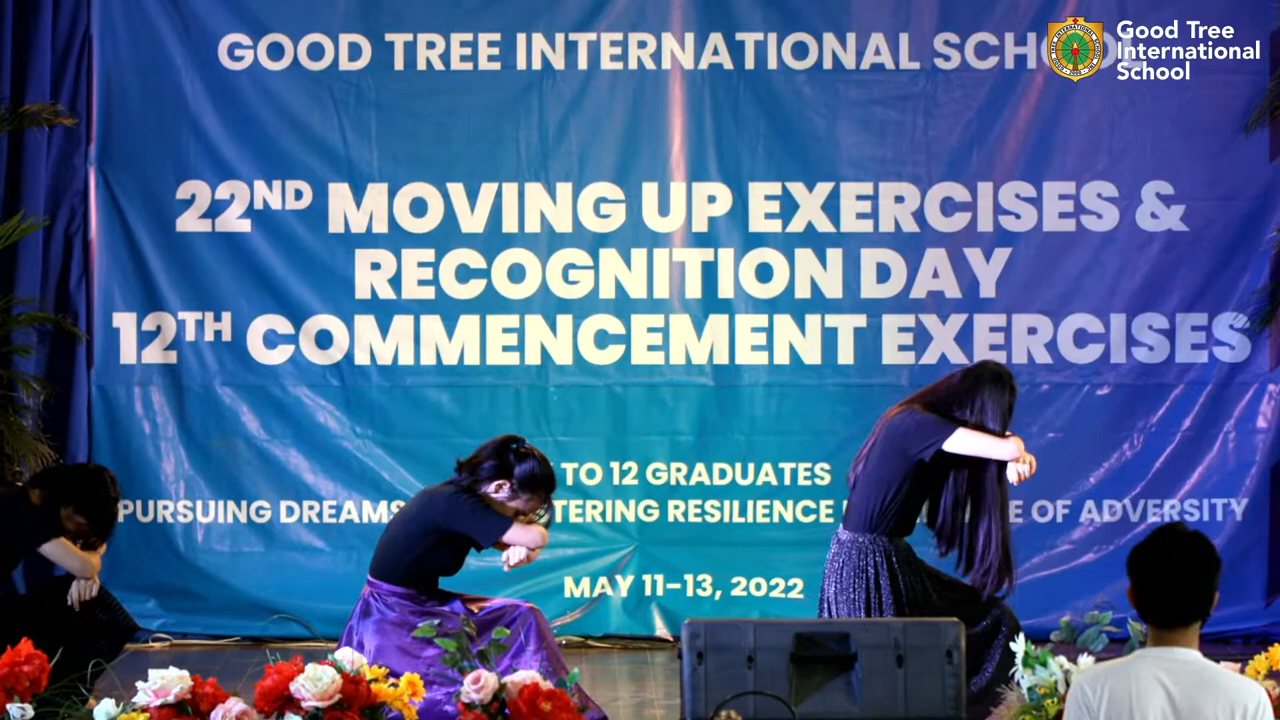 GOOD TREE INTERNATIONAL SCH
Good Tree
International
School
22ND MOVING UP EXERCISES &
RECOGNITION DAY
12TH COMMENCEMENT EXERCISES
TO 12 GRADUATES
PURSUING DREAMS TERING RESILIENCE E OF ADVERSITY
MAY 11-13, 2022